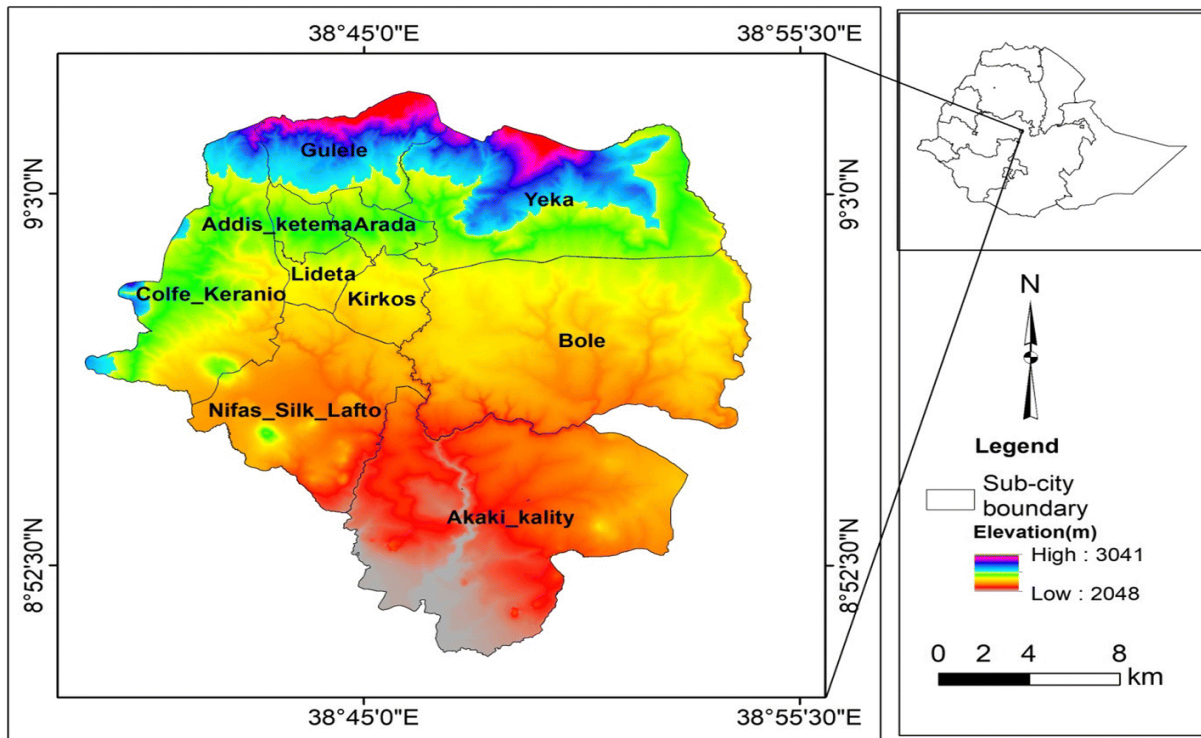 38°45'0"E
38°55'30"E
9°3'0"N
9°3'0"N
Gulele
Yeka
Addis_ketema
Arada
Lideta
Colfe_Keranio
Kirkos
Bole
Nifas_Silk_Lafto
Akaki_kality
8°52'30"N
8°52'30"N
38°45'0"E
38°55'30"E
N
Legend
Sub-city
boundary
Elevation(m)
High : 3041
Low : 2048
0 2 4 8
km